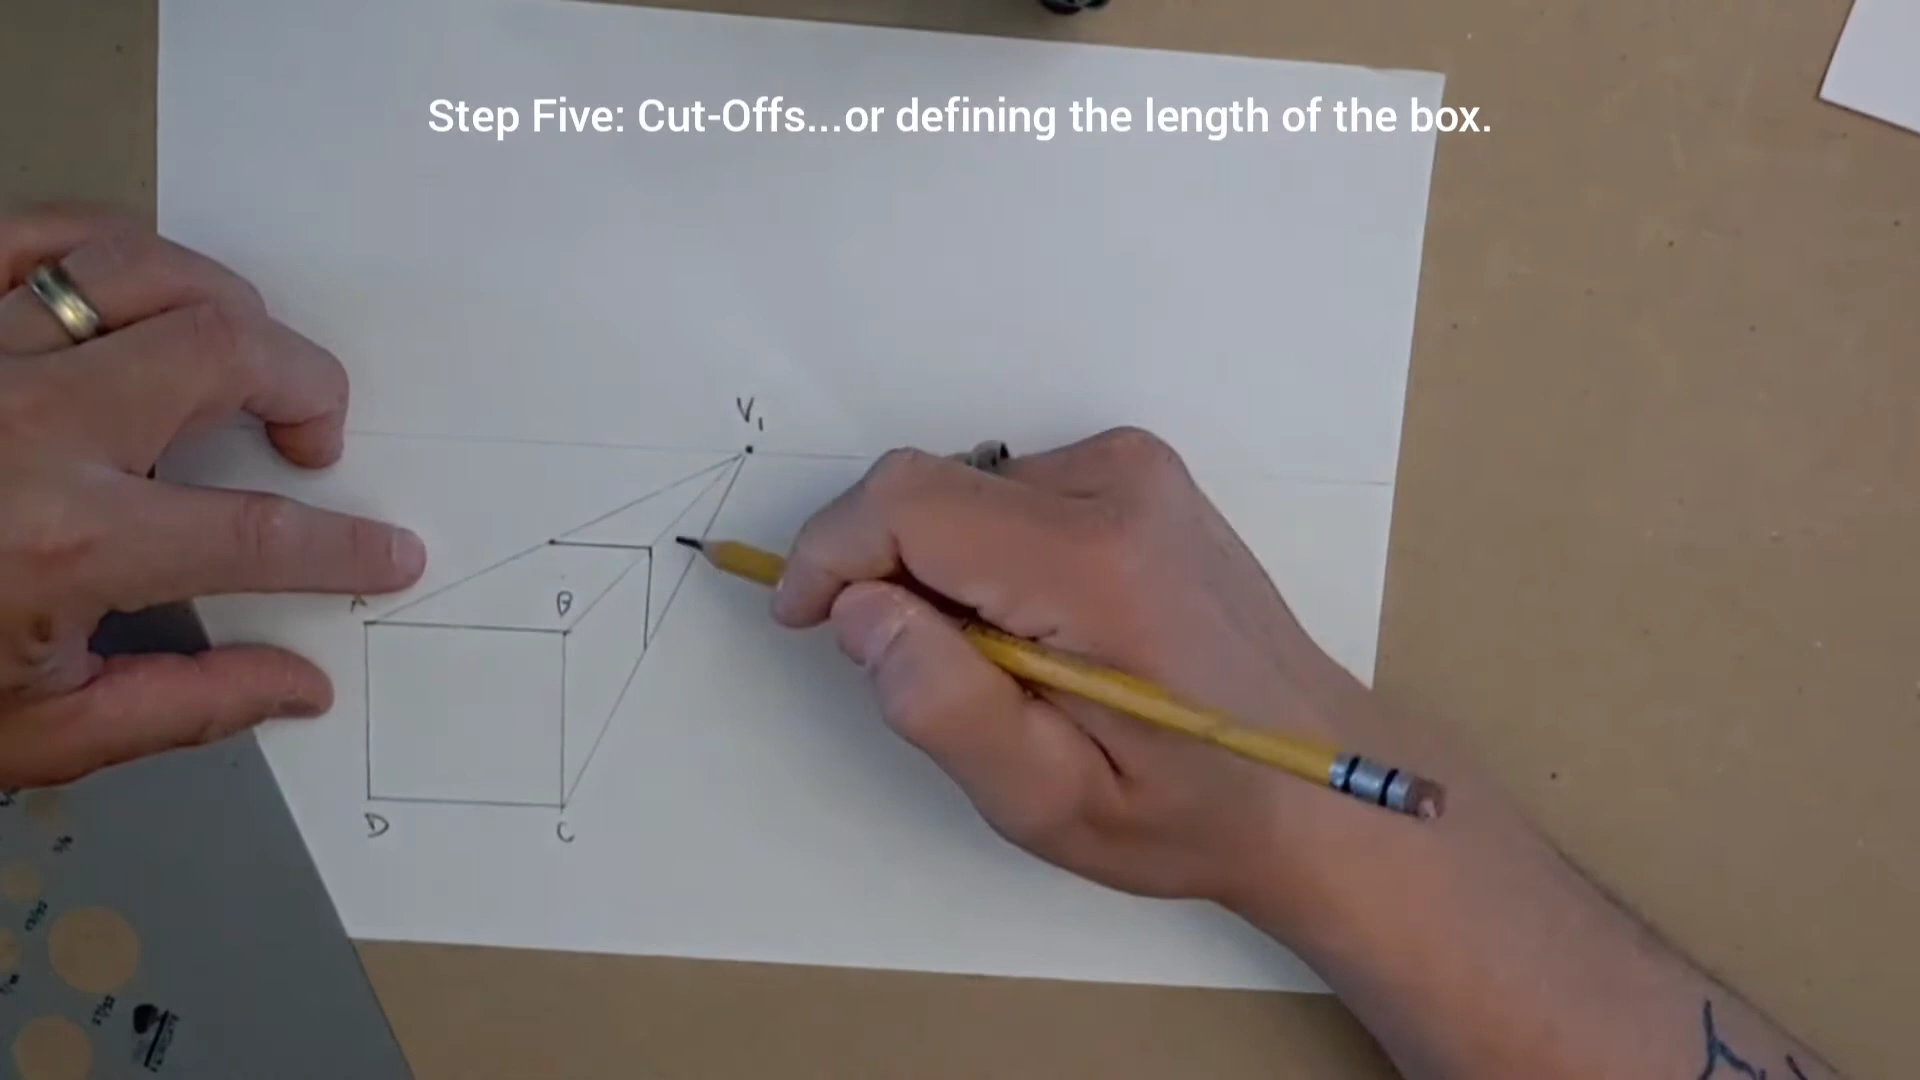 Step Five: Cut-Offs...or defining the length of the box.
V1
A
B
D
C